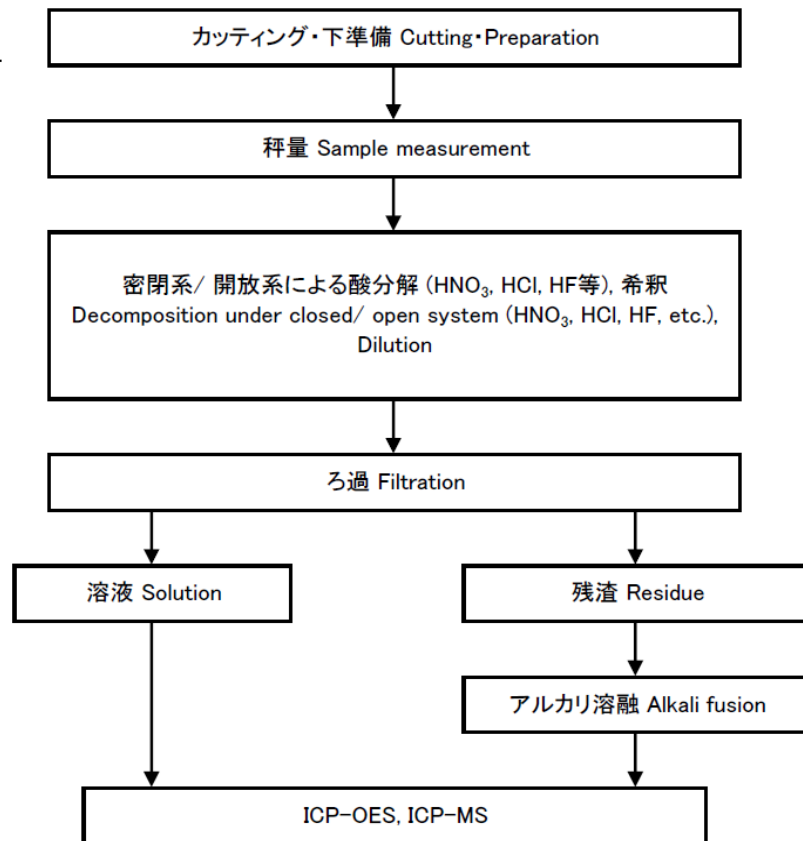 カッティング・下準備 Cutting・Preparation
秤量 Sample measurement
密閉系/ 開放系による酸分解 (HNO₃, HCl, HF等), 希釈
Decomposition under closed/ open system (HNO₃, HCl, HF, etc.),
Dilution
ろ過 Filtration
溶液 Solution
残渣 Residue
アルカリ溶融 Alkali fusion
ICP-OES, ICP-MS